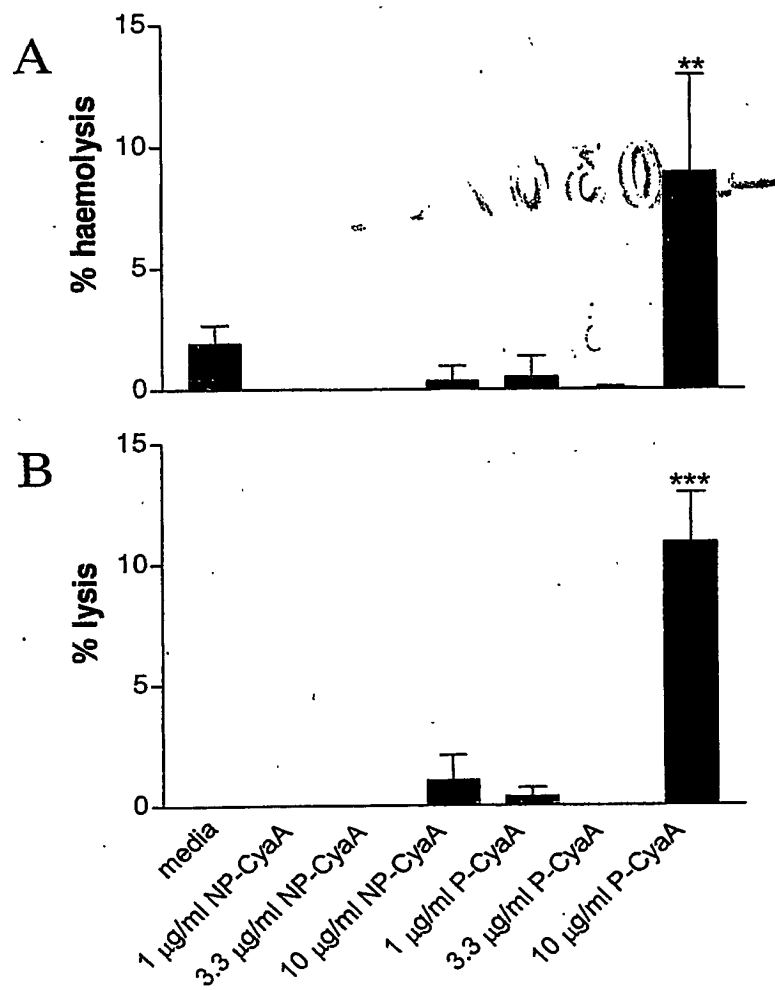 A
15
10
5
0
% haemolysis
**
B
15
10
5
0
% lysis
***
media
1 µg/ml NP-CyaA
3.3 µg/ml NP-CyaA
10 µg/ml NP-CyaA
1 µg/ml P-CyaA
3.3 µg/ml P-CyaA
10 µg/ml P-CyaA